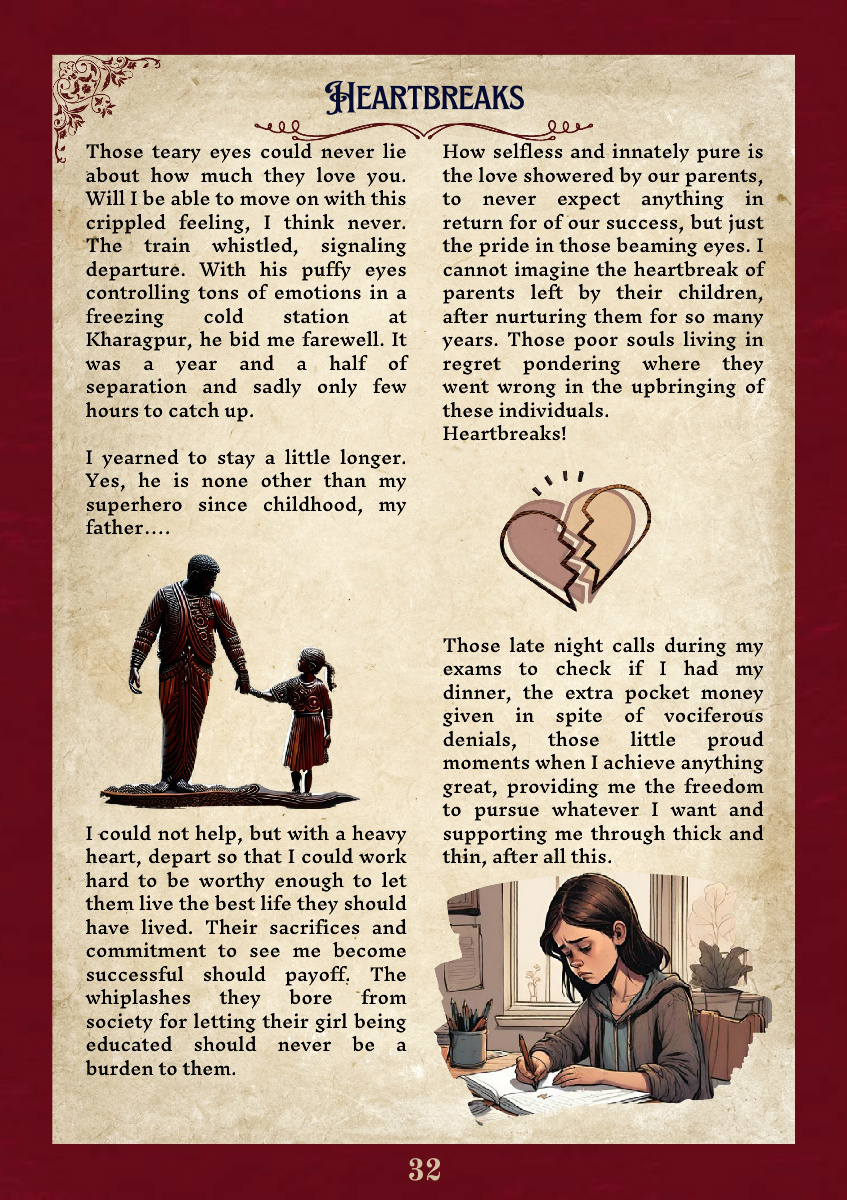 HEARTBREAKS
Those teary eyes could never lie
about how much they love you.
Will I be able to move on with this
crippled feeling, I think never.
The train whistled, signaling
departure. With his puffy eyes
controlling tons of emotions in a
freezing cold station at
Kharagpur, he bid me farewell. It
was a year and a half of
separation and sadly only few
hours to catch up.
I yearned to stay a little longer.
Yes, he is none other than my
superhero since childhood, my
father....
I could not help, but with a heavy
heart, depart so that I could work
hard to be worthy enough to let
them live the best life they should
have lived. Their sacrifices and
commitment to see me become
successful should payoff. The
whiplashes they bore from
society for letting their girl being
educated should never be a
burden to them.
How selfless and innately pure is
the love showered by our parents,
to never expect anything in
return for of our success, but just
the pride in those beaming eyes. I
cannot imagine the heartbreak of
parents left by their children,
after nurturing them for so many
years. Those poor souls living in
regret pondering where they
went wrong in the upbringing of
these individuals.
Heartbreaks!
Those late night calls during my
exams to check if I had my
dinner, the extra pocket money
given in spite of vociferous
denials, those little proud
moments when I achieve anything
great, providing me the freedom
to pursue whatever I want and
supporting me through thick and
thin, after all this.
32